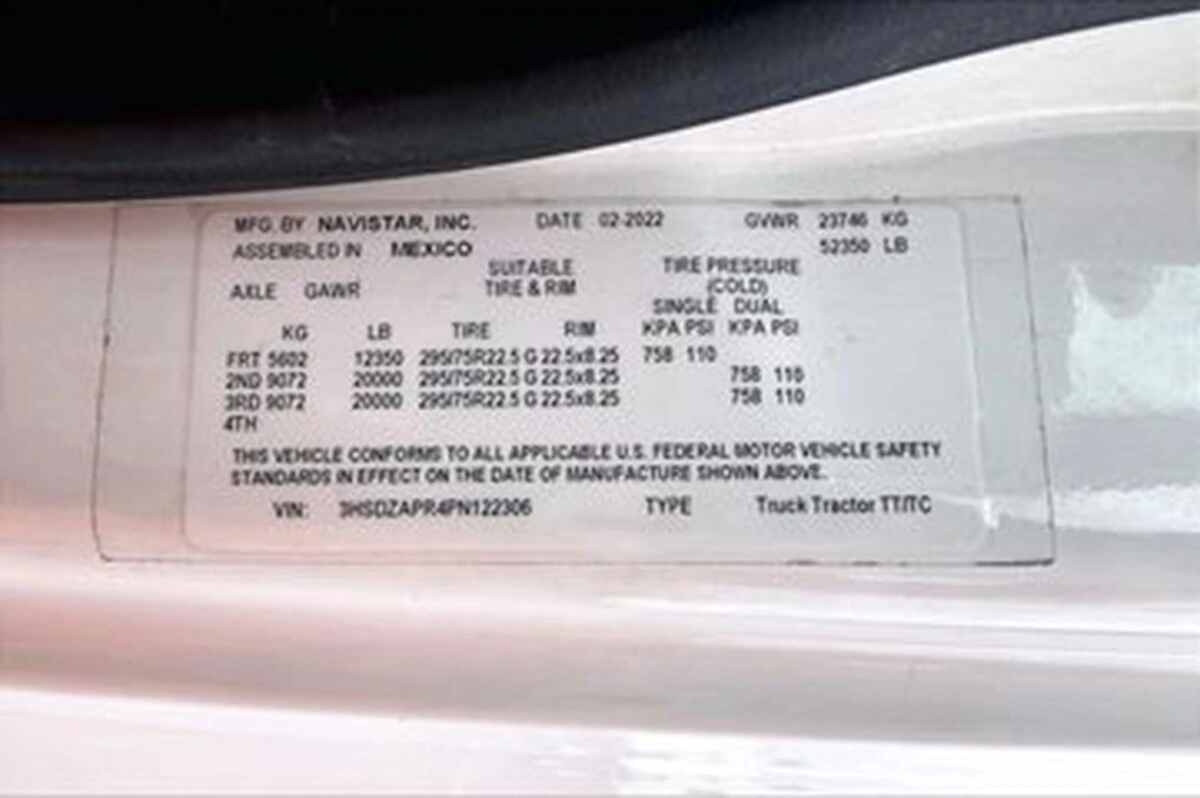 MFG. BY NAVISTAR, INC. DATE 02-2022 GVWR 23746 KG
ASSEMBLED IN MEXICO 52350 LB
SUITABLE TIRE PRESSURE
AXLE GAWR TIRE & RIM (COLD)
SINGLE DUAL
KG LB TIRE RIM KPA PSI KPA PSI
FRT 5602 12350 295/75R22.5 G 22.5x8.25 758 110
2ND 9072 20000 295/75R22.5 G 22.5x8.25 758 110
3RD 9072 20000 295/75R22.5 G 22.5x8.25 758 110
4TH
THIS VEHICLE CONFORMS TO ALL APPLICABLE U.S. FEDERAL MOTOR VEHICLE SAFETY
STANDARDS IN EFFECT ON THE DATE OF MANUFACTURE SHOWN ABOVE.
VIN: 3HSDZAPR4PN122306 TYPE Truck Tractor TT/TC